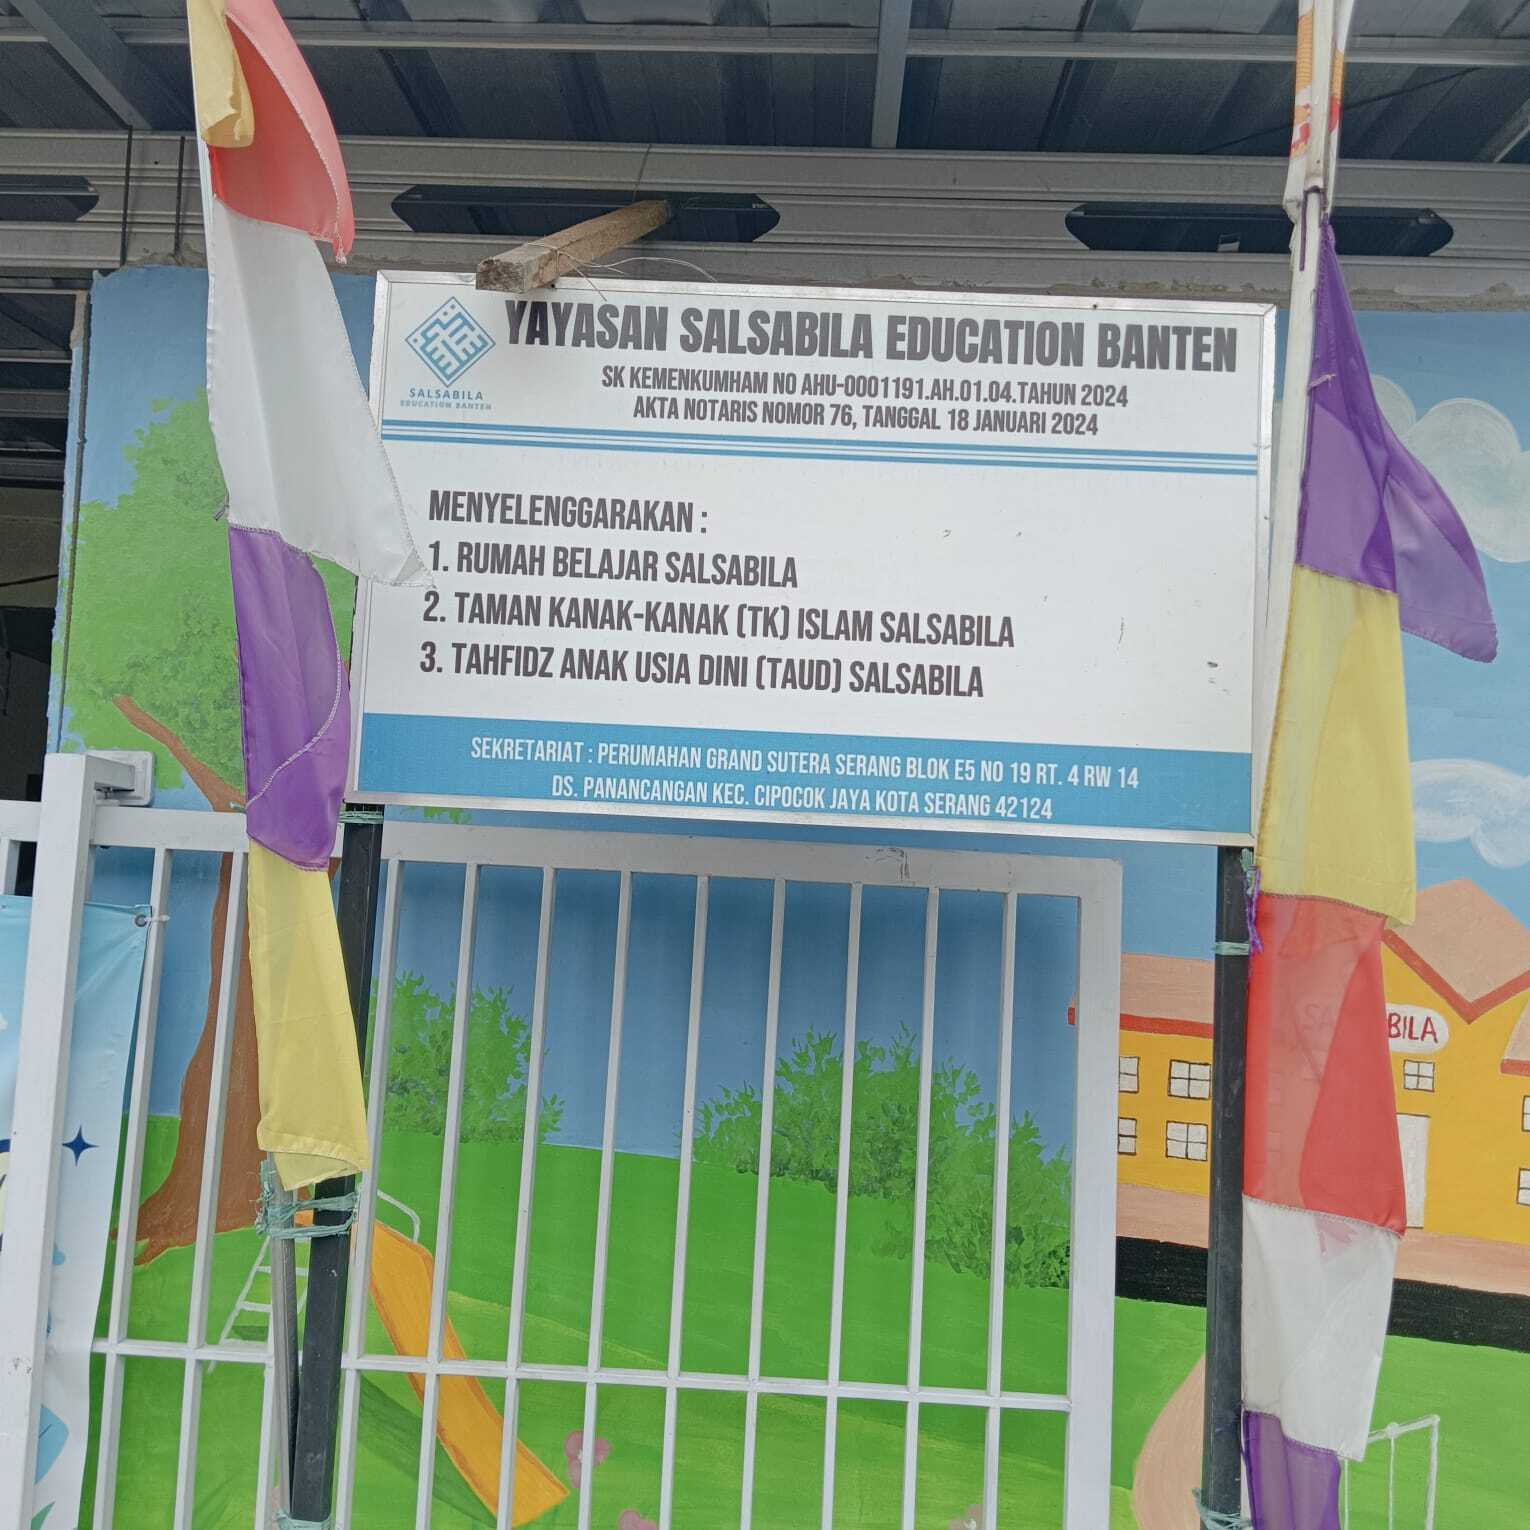 YAYASAN SALSABILA EDUCATION BANTEN
SK KEMENKUMHAM NO AHU-0001191.AH.01.04.TAHUN 2024
AKTA NOTARIS NOMOR 76, TANGGAL 18 JANUARI 2024
SALSABILA
EDUCATION BANTEN
MENYELENGGARAKAN :
1. RUMAH BELAJAR SALSABILA
2. TAMAN KANAK-KANAK (TK) ISLAM SALSABILA
3. TAHFIDZ ANAK USIA DINI (TAUD) SALSABILA
SEKRETARIAT : PERUMAHAN GRAND SUTERA SERANG BLOK E5 NO 19 RT. 4 RW 14
DS. PANANCANGAN KEC. CIPOCOK JAYA KOTA SERANG 42124